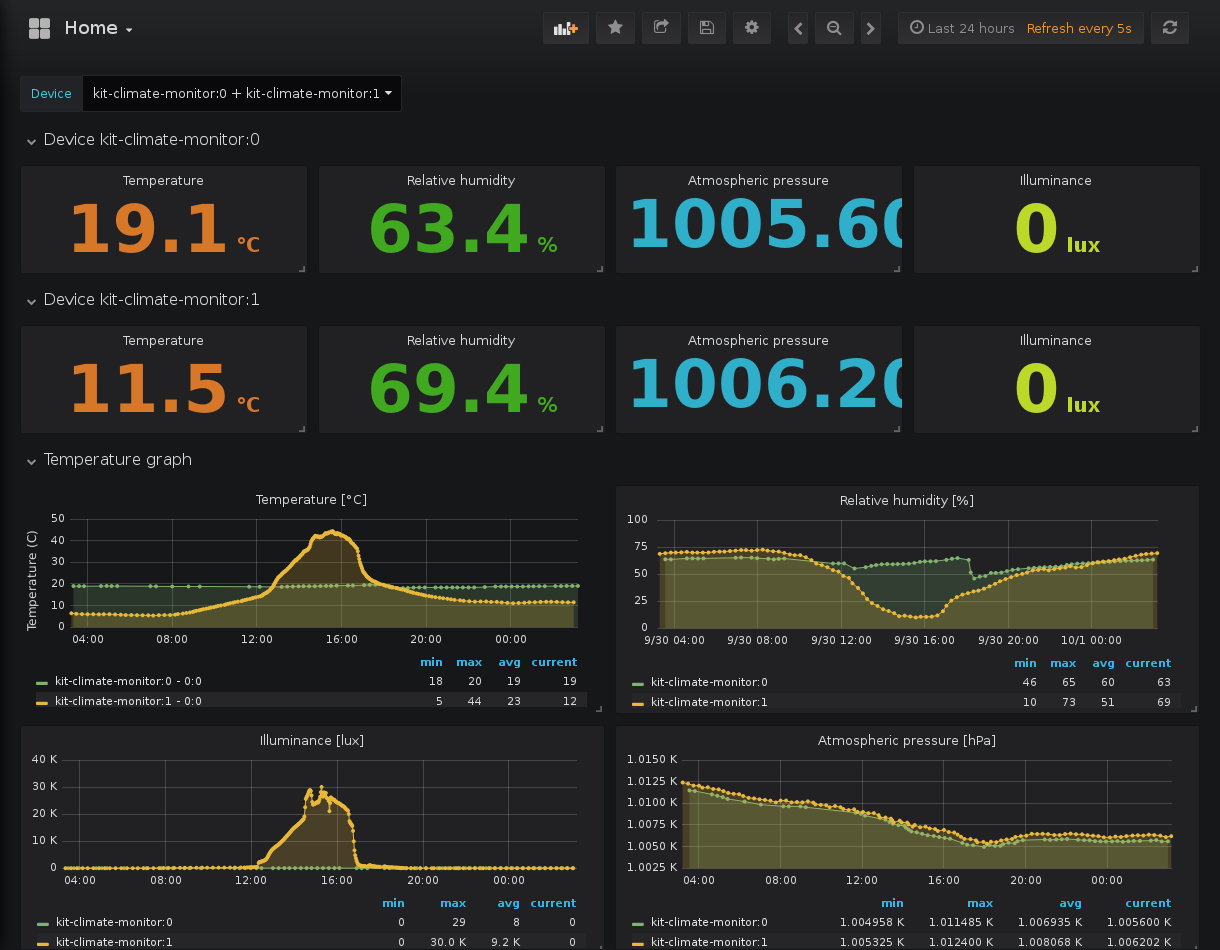 Home
Last 24 hours Refresh every 5s
Device kit-climate-monitor:0 + kit-climate-monitor:1
Device kit-climate-monitor:0
Temperature Relative humidity Atmospheric pressure Illuminance
19.1 °C 63.4 % 1005.60 0 lux
Device kit-climate-monitor:1
Temperature Relative humidity Atmospheric pressure Illuminance
11.5 °C 69.4 % 1006.20 0 lux
Temperature graph
Temperature [°C]
Temperature (C)
50
40
30
20
10
0
04:00 08:00 12:00 16:00 20:00 00:00
min max avg current
kit-climate-monitor:0 - 0:0 18 20 19 19
kit-climate-monitor:1 - 0:0 5 44 23 12
Relative humidity [%]
100
75
50
25
0
9/30 04:00 9/30 08:00 9/30 12:00 9/30 16:00 9/30 20:00 10/1 00:00
min max avg current
kit-climate-monitor:0 46 65 60 63
kit-climate-monitor:1 10 73 51 69
Illuminance [lux]
40 K
30 K
20 K
10 K
0
04:00 08:00 12:00 16:00 20:00 00:00
min max avg current
kit-climate-monitor:0 0 29 8 0
kit-climate-monitor:1 0 30.0 K 9.2 K 0
Atmospheric pressure [hPa]
1.0150 K
1.0125 K
1.0100 K
1.0075 K
1.0050 K
1.0025 K
04:00 08:00 12:00 16:00 20:00 00:00
min max avg current
kit-climate-monitor:0 1.004958 K 1.011485 K 1.006935 K 1.005600 K
kit-climate-monitor:1 1.005325 K 1.012400 K 1.008068 K 1.006202 K